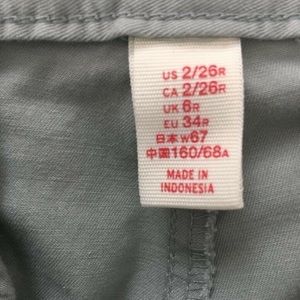 US 2/26R
CA 2/26R
UK 6R
EU 34R
日本 W67
中國 160/68A
MADE IN
INDONESIA